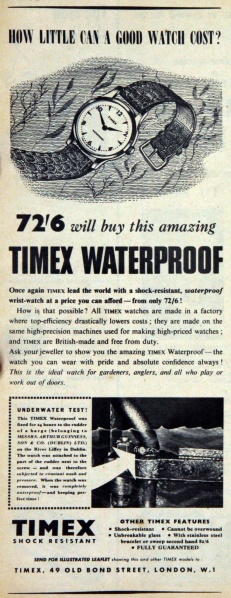 HOW LITTLE CAN A GOOD WATCH COST?
72'6 will buy this amazing
TIMEX WATERPROOF
Once again TIMEX lead the world with a shock-resistant, waterproof
wrist-watch at a price you can afford — from only 72/6!
How is that possible? All TIMEX watches are made in a factory
where top-efficiency drastically lowers costs; they are made on the
same high-precision machines used for making high-priced watches;
and TIMEX are British-made and free from duty.
Ask your jeweller to show you the amazing TIMEX Waterproof — the
watch you can wear with pride and absolute confidence always!
This is the ideal watch for gardeners, anglers, and all who play or
work out of doors.
UNDERWATER TEST!
This TIMEX Waterproof was
fixed for 24 hours to the rudder
of a barge (belonging to
MESSRS. ARTHUR GUINNESS,
SON & CO. (DUBLIN) LTD.)
on the River Liffey in Dublin.
The watch was attached to the
part of the rudder next to the
screw — and was therefore
subjected to constant wash and
pressure. When the watch was
removed, it was completely
waterproof — and keeping per-
fect time!
TIMEX
SHOCK RESISTANT
OTHER TIMEX FEATURES
• Shock-resistant • Cannot be overwound
• Unbreakable glass • With stainless steel
bracelet or sweep second hand 82/6
• FULLY GUARANTEED
SEND FOR ILLUSTRATED LEAFLET showing this and other TIMEX models to
TIMEX, 49 OLD BOND STREET, LONDON, W.1